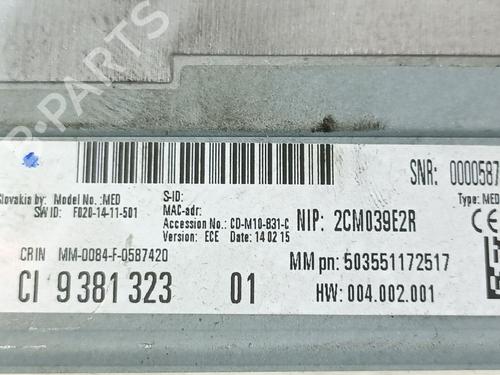 B-PARTS
SNR: 0000587
Slovakia by: Model No.:MED
SW ID: F020-14-11-501
S-ID:
MAC-adr:
Accession No.: CD-M10-B31-C
Version: ECE Date: 14 02 15
NIP: 2CM039E2R
Type: MED
CRIN MM-0084-F-0587420
MM pn: 503551172517
CI 9 381 323 01
HW: 004.002.001